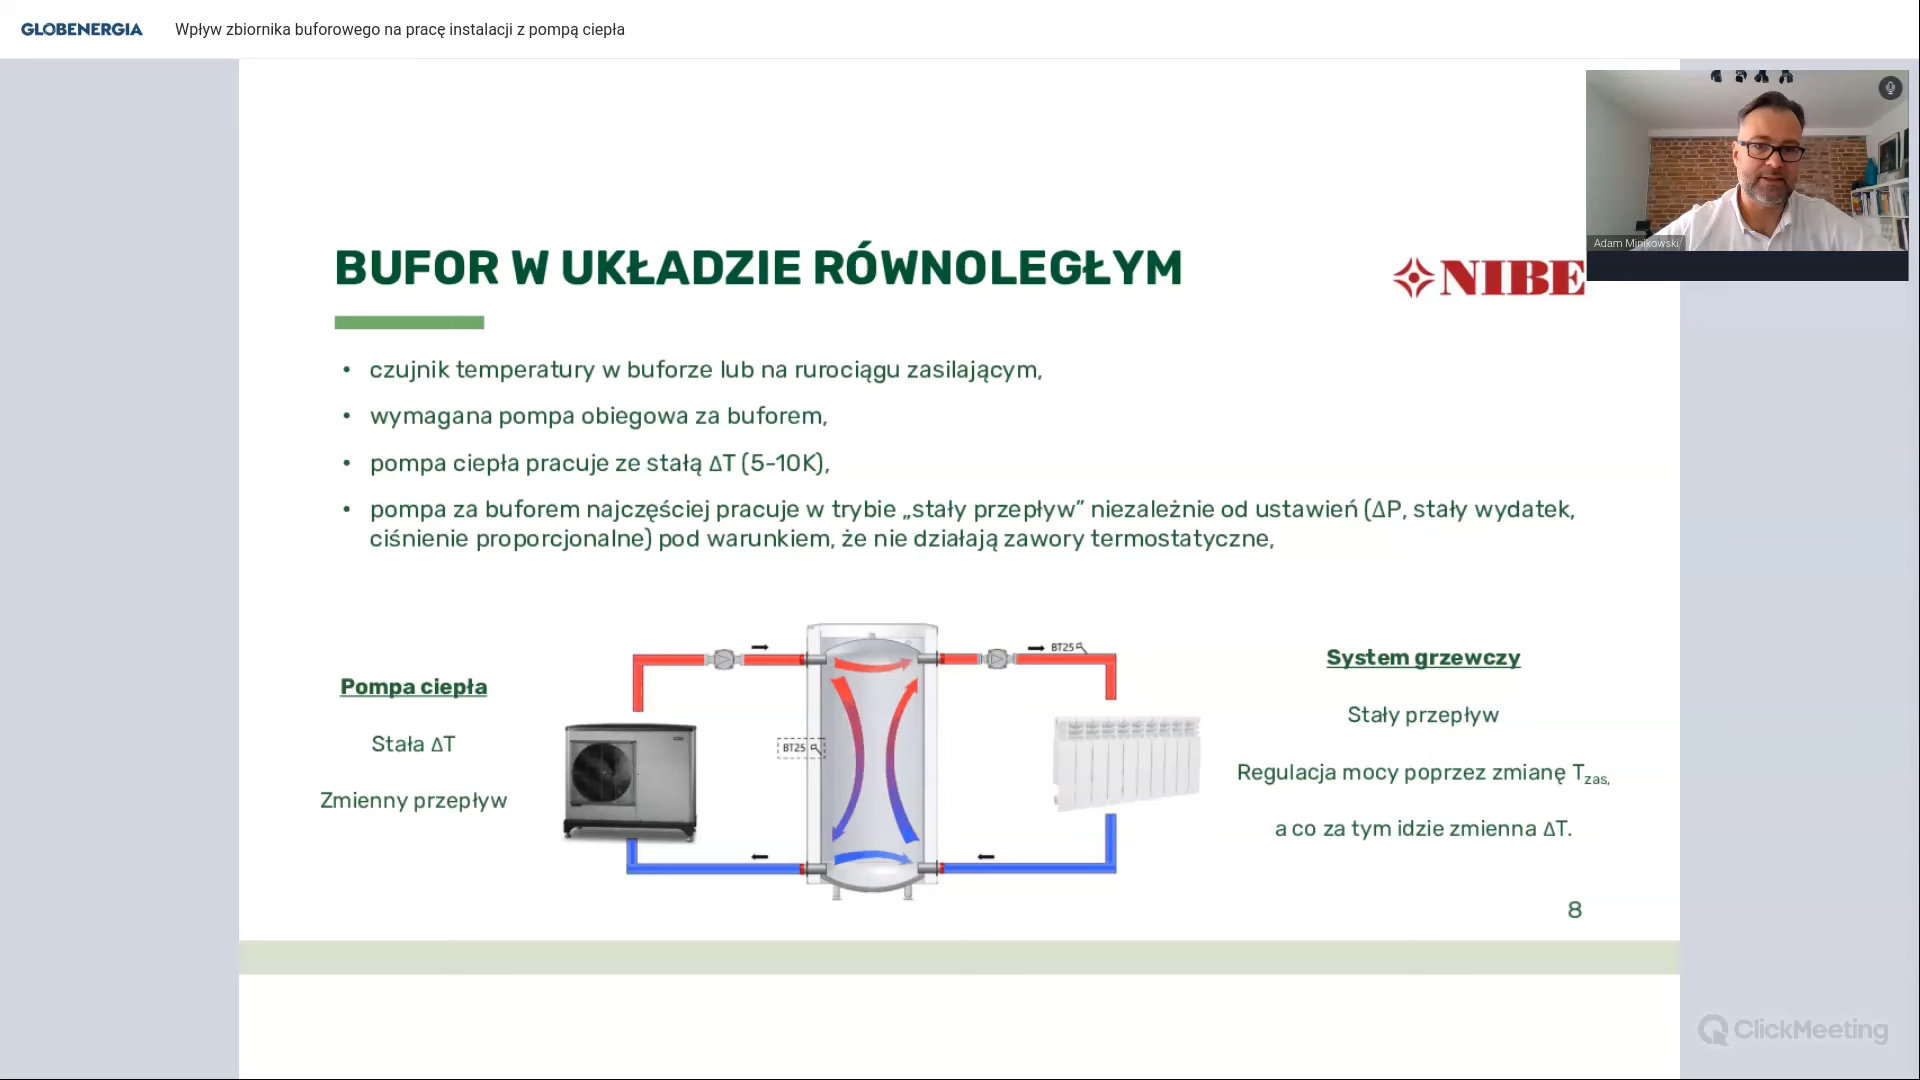 GLOBENERGIA
Wpływ zbiornika buforowego na pracę instalacji z pompą ciepła
Adam Minikowski
BUFOR W UKŁADZIE RÓWNOLEGŁYM
NIBE
• czujnik temperatury w buforze lub na rurociągu zasilającym,
• wymagana pompa obiegowa za buforem,
• pompa ciepła pracuje ze stałą ΔT (5-10K),
• pompa za buforem najczęściej pracuje w trybie „stały przepływ” niezależnie od ustawień (ΔP, stały wydatek,
ciśnienie proporcjonalne) pod warunkiem, że nie działają zawory termostatyczne,
Pompa ciepła
Stała ΔT
Zmienny przepływ
BT25
BT25
System grzewczy
Stały przepływ
Regulacja mocy poprzez zmianę Tzas,
a co za tym idzie zmienna ΔT.
8
ClickMeeting